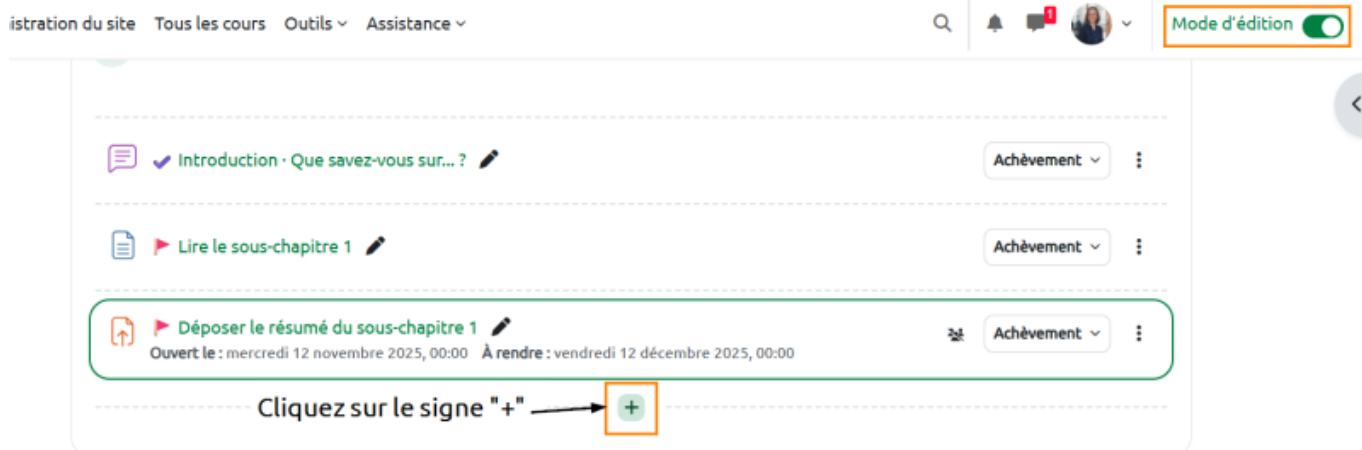 istration du site Tous les cours Outils Assistance 1 Mode d'édition
Introduction · Que savez-vous sur... ? Achèvement
Lire le sous-chapitre 1 Achèvement
Déposer le résumé du sous-chapitre 1 Achèvement
Ouvert le : mercredi 12 novembre 2025, 00:00 À rendre : vendredi 12 décembre 2025, 00:00
Cliquez sur le signe "+" +